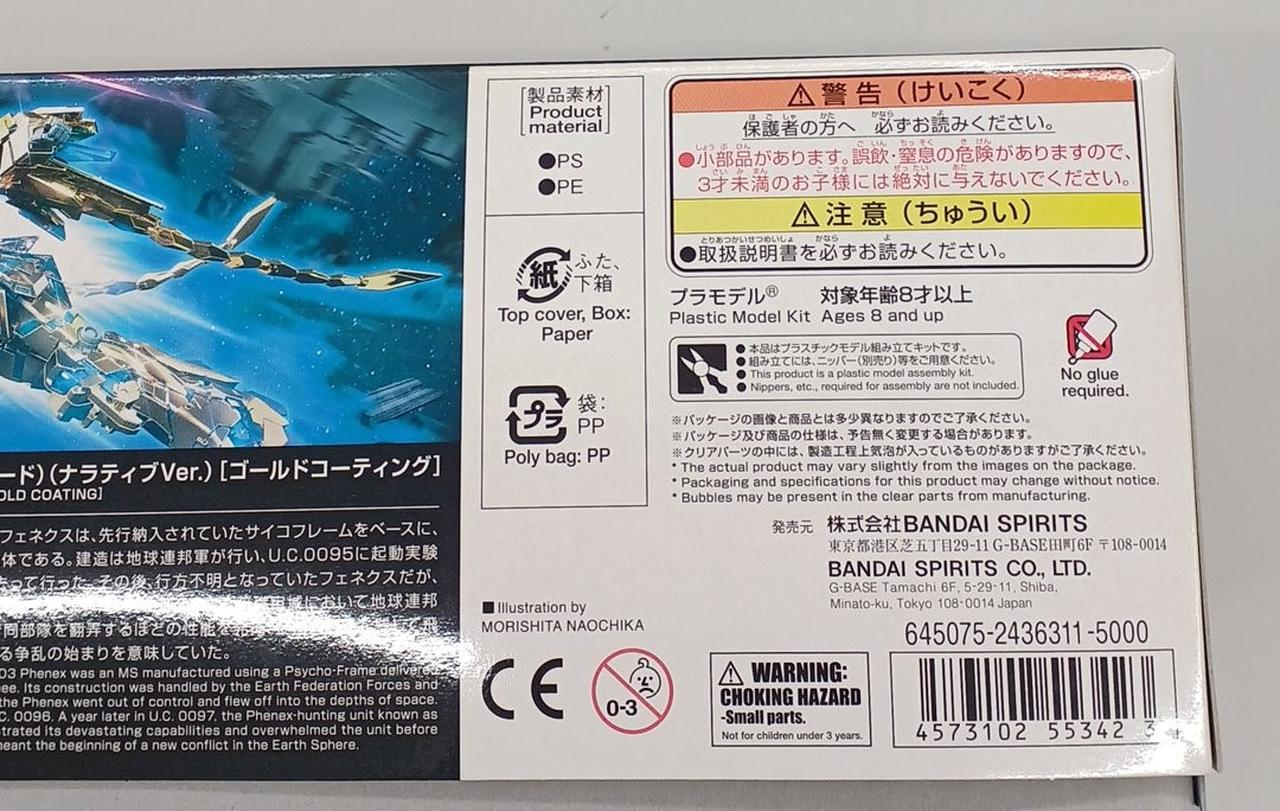 ード)(ナラティブVer.)[ゴールドコーティング]
OLD COATING]
フェネクスは、先行納入されていたサイコフレームをベースに、
体である。建造は地球連邦軍が行い、U.C.0095に起動実験
って行った。その後、行方不明となっていたフェネクスだが、
において地球連邦
同部隊を翻弄するほどの性能を
る争乱の始まりを意味していた。
03 Phenex was an MS manufactured using a Psycho-Frame delivere
ee. Its construction was handled by the Earth Federation Forces and
the Phenex went out of control and flew off into the depths of space.
C. 0096. A year later in U.C. 0097, the Phenex-hunting unit known as
strated its devastating capabilities and overwhelmed the unit before
meant the beginning of a new conflict in the Earth Sphere.
[製品素材
Product
material]
●PS
●PE
紙 ふた、
下箱
Top cover, Box:
Paper
プラ 袋:
PP
Poly bag: PP
■Illustration by
MORISHITA NAOCHIKA
⚠警告(けいこく)
保護者の方へ 必ずお読みください。
●小部品があります。誤飲・窒息の危険がありますので、
3才未満のお子様には絶対に与えないでください。
⚠注意(ちゅうい)
●取扱説明書を必ずお読みください。
プラモデル® 対象年齢8才以上
Plastic Model Kit Ages 8 and up
●本品はプラスチックモデル組み立てキットです。
●組み立てには、ニッパー(別売り)等をご用意ください。
●This product is a plastic model assembly kit.
●Nippers, etc., required for assembly are not included.
No glue
required.
※パッケージの画像と商品とは多少異なりますのでご了承ください。
※パッケージ及び商品の仕様は、予告無く変更する場合があります。
※クリアパーツの中には、製造工程上気泡が入っているものがありますがご了承ください。
* The actual product may vary slightly from the images on the package.
* Packaging and specifications for this product may change without notice.
* Bubbles may be present in the clear parts from manufacturing.
発売元 株式会社BANDAI SPIRITS
東京都港区芝五丁目29-11 G-BASE田町6F 〒108-0014
BANDAI SPIRITS CO., LTD.
G-BASE Tamachi 6F, 5-29-11, Shiba,
Minato-ku, Tokyo 108-0014 Japan
645075-2436311-5000
CE
0-3
⚠WARNING:
CHOKING HAZARD
-Small parts.
Not for children under 3 years.
4573102 55342 3